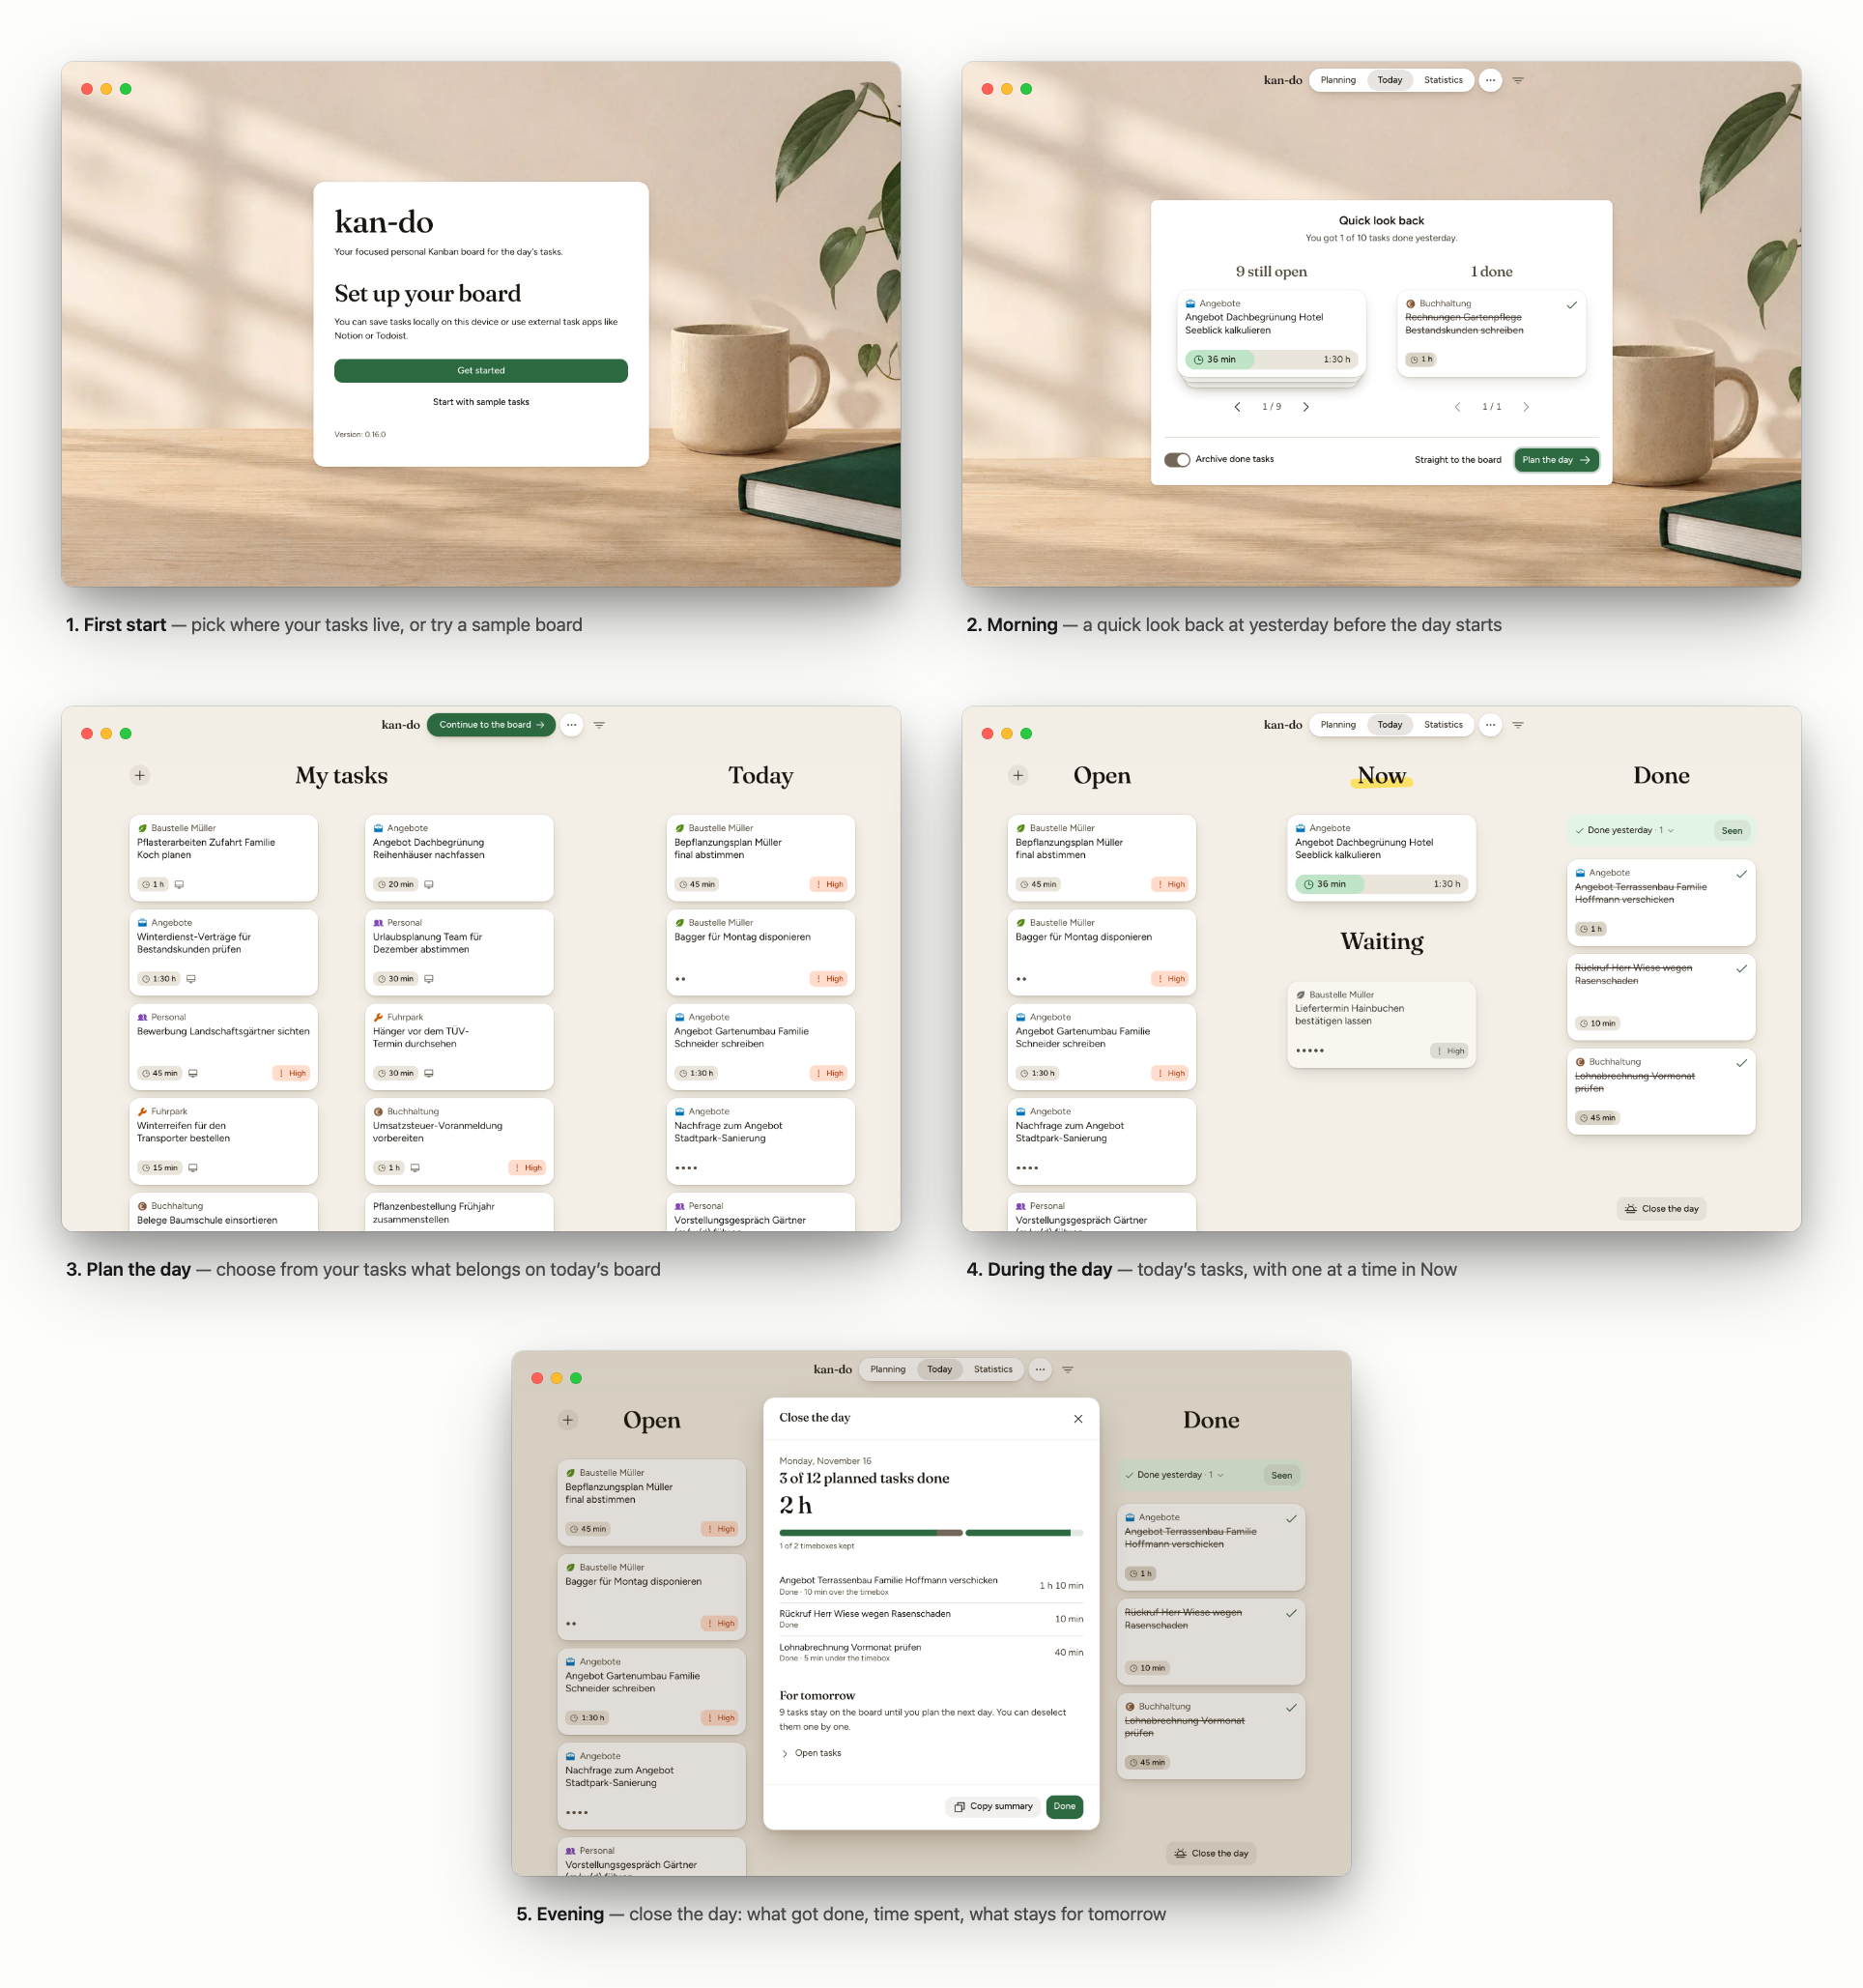 kan-do
Your focused personal Kanban board for the day's tasks.
Set up your board
You can save tasks locally on this device or use external task apps like
Notion or Todoist.
Get started
Start with sample tasks
Version: 0.16.0
1. First start — pick where your tasks live, or try a sample board
kan-do Planning Today Statistics
Quick look back
You got 1 of 10 tasks done yesterday.
9 still open
Angebote
Angebot Dachbegrünung Hotel
Seeblick kalkulieren
36 min 1:30 h
1 / 9
1 done
Buchhaltung
Rechnungen Gartenpflege
Bestandskunden schreiben
1 h
1 / 1
Archive done tasks
Straight to the board
Plan the day
2. Morning — a quick look back at yesterday before the day starts
kan-do Continue to the board
My tasks
Baustelle Müller
Pflasterarbeiten Zufahrt Familie
Koch planen
1 h
Angebote
Winterdienst-Verträge für
Bestandskunden prüfen
1:30 h
Personal
Bewerbung Landschaftsgärtner sichten
45 min High
Fuhrpark
Winterreifen für den
Transporter bestellen
15 min
Buchhaltung
Belege Baumschule einsortieren
Angebote
Angebot Dachbegrünung
Reihenhäuser nachfassen
20 min
Personal
Urlaubsplanung Team für
Dezember abstimmen
30 min
Fuhrpark
Hänger vor dem TÜV-
Termin durchsehen
30 min
Buchhaltung
Umsatzsteuer-Voranmeldung
vorbereiten
1 h High
Pflanzenbestellung Frühjahr
zusammenstellen
Today
Baustelle Müller
Bepflanzungsplan Müller
final abstimmen
45 min High
Baustelle Müller
Bagger für Montag disponieren
High
Angebote
Angebot Gartenumbau Familie
Schneider schreiben
1:30 h High
Angebote
Nachfrage zum Angebot
Stadtpark-Sanierung
Personal
Vorstellungsgespräch Gärtner
3. Plan the day — choose from your tasks what belongs on today's board
kan-do Planning Today Statistics
Open
Baustelle Müller
Bepflanzungsplan Müller
final abstimmen
45 min High
Baustelle Müller
Bagger für Montag disponieren
High
Angebote
Angebot Gartenumbau Familie
Schneider schreiben
1:30 h High
Angebote
Nachfrage zum Angebot
Stadtpark-Sanierung
Personal
Vorstellungsgespräch Gärtner
Now
Angebote
Angebot Dachbegrünung Hotel
Seeblick kalkulieren
36 min 1:30 h
Waiting
Baustelle Müller
Liefertermin Hainbuchen
bestätigen lassen
High
Done
Done yesterday · 1 Seen
Angebote
Angebot Terrassenbau Familie
Hoffmann verschicken
1 h
Rückruf Herr Wiese wegen
Rasenschaden
10 min
Buchhaltung
Lohnabrechnung Vormonat
prüfen
45 min
Close the day
4. During the day — today's tasks, with one at a time in Now
kan-do Planning Today Statistics
Open
Baustelle Müller
Bepflanzungsplan Müller
final abstimmen
45 min High
Baustelle Müller
Bagger für Montag disponieren
High
Angebote
Angebot Gartenumbau Familie
Schneider schreiben
1:30 h High
Angebote
Nachfrage zum Angebot
Stadtpark-Sanierung
Personal
Vorstellungsgespräch Gärtner
Close the day
Monday, November 16
3 of 12 planned tasks done
2 h
1 of 2 timeboxes kept
Angebot Terrassenbau Familie Hoffmann verschicken 1 h 10 min
Done · 10 min over the timebox
Rückruf Herr Wiese wegen Rasenschaden 10 min
Done
Lohnabrechnung Vormonat prüfen 40 min
Done · 5 min under the timebox
For tomorrow
9 tasks stay on the board until you plan the next day. You can deselect
them one by one.
Open tasks
Copy summary Done
Done
Done yesterday · 1 Seen
Angebote
Angebot Terrassenbau Familie
Hoffmann verschicken
1 h
Rückruf Herr Wiese wegen
Rasenschaden
10 min
Buchhaltung
Lohnabrechnung Vormonat
prüfen
45 min
Close the day
5. Evening — close the day: what got done, time spent, what stays for tomorrow